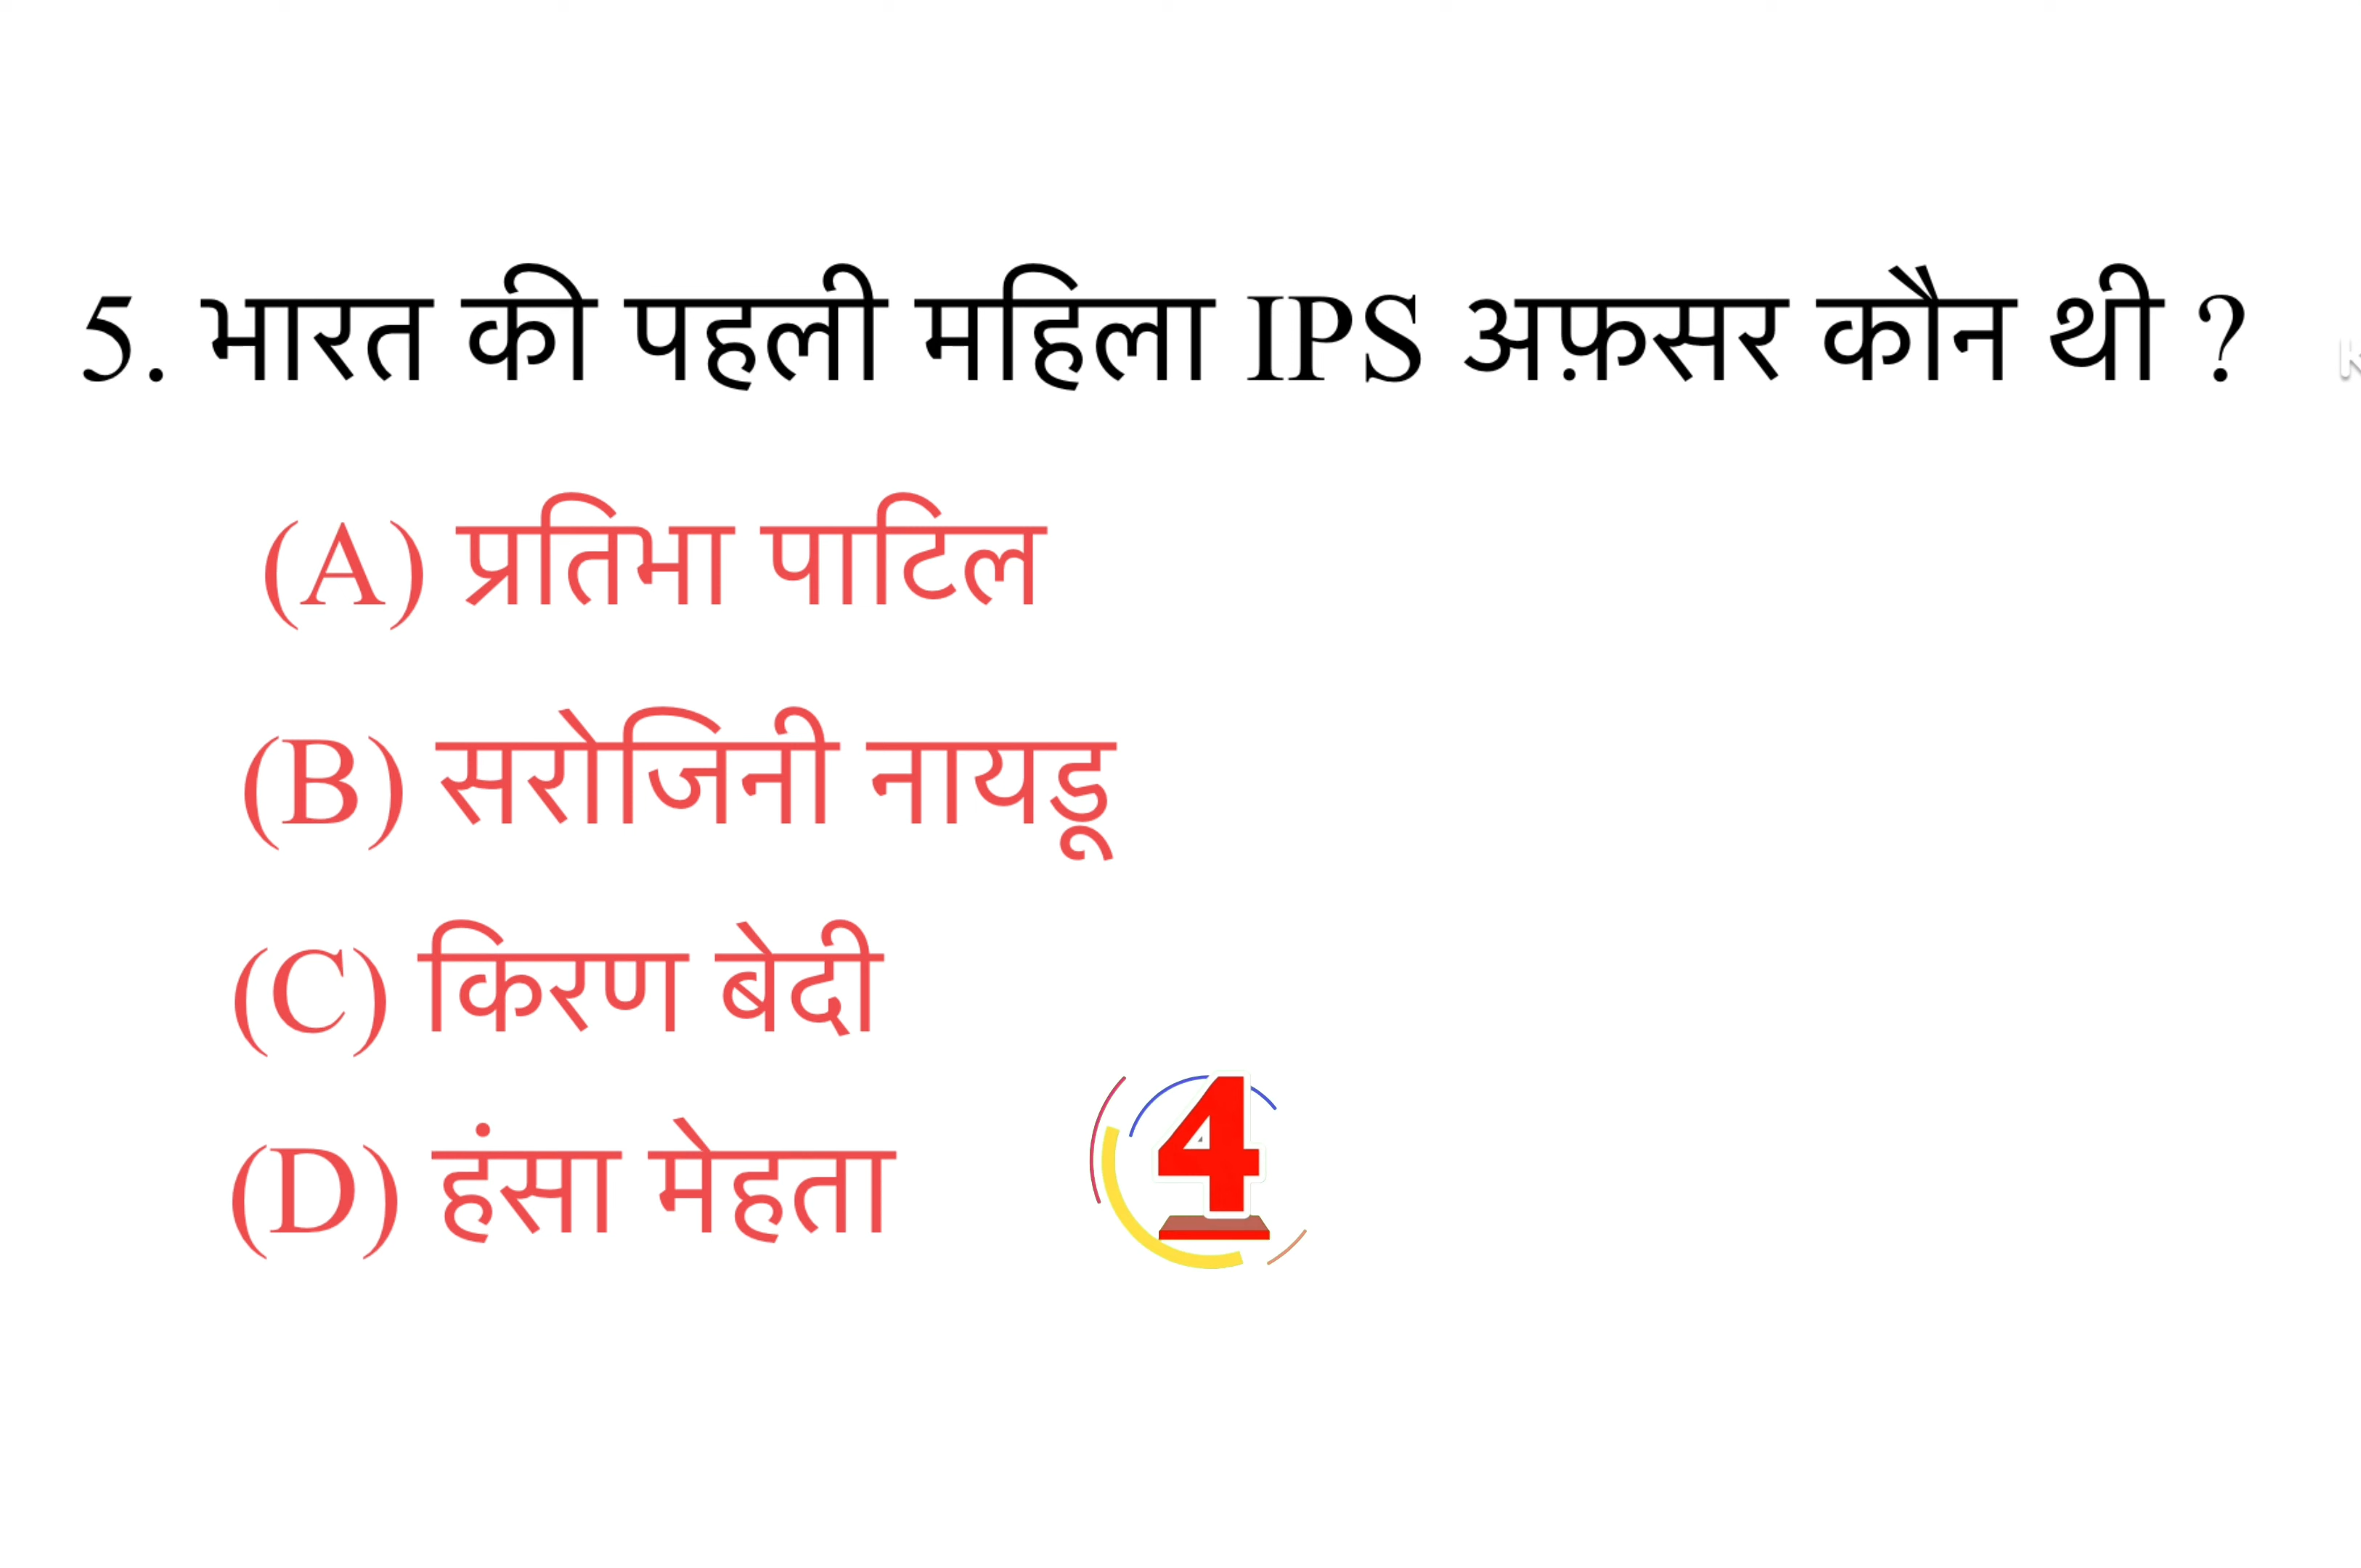 5. भारत की पहली महिला IPS अफ़सर कौन थी ?
(A) प्रतिभा पाटिल
(B) सरोजिनी नायडू
(C) किरण बेदी
(D) हंसा मेहता
4